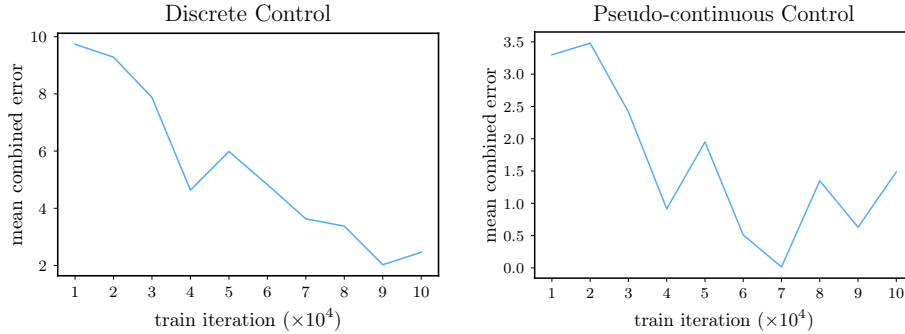 Discrete Control
mean combined error
10
8
6
4
2
1 2 3 4 5 6 7 8 9 10
train iteration (×10⁴)
Pseudo-continuous Control
mean combined error
3.5
3.0
2.5
2.0
1.5
1.0
0.5
0.0
1 2 3 4 5 6 7 8 9 10
train iteration (×10⁴)